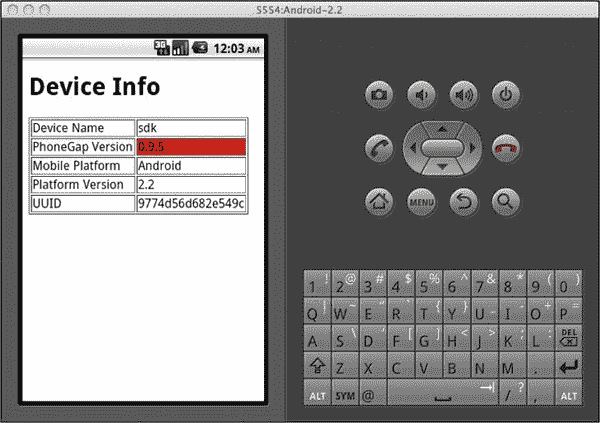 5554:Android-2.2
3G 12:03 AM
Device Info
Device Name sdk
PhoneGap Version 0.9.5
Mobile Platform Android
Platform Version 2.2
UUID 9774d56d682e549c
MENU
1 ! 2 @ 3 # 4 $ 5 % 6 ^ 7 & 8 * 9 ( 0 )
Q | W ~ E " R ` T { Y } U _ I - O + P =
A S \ D ' F [ G ] H < J > K ; L : DEL
Z X C V B N M .
ALT SYM @ / ? , ALT